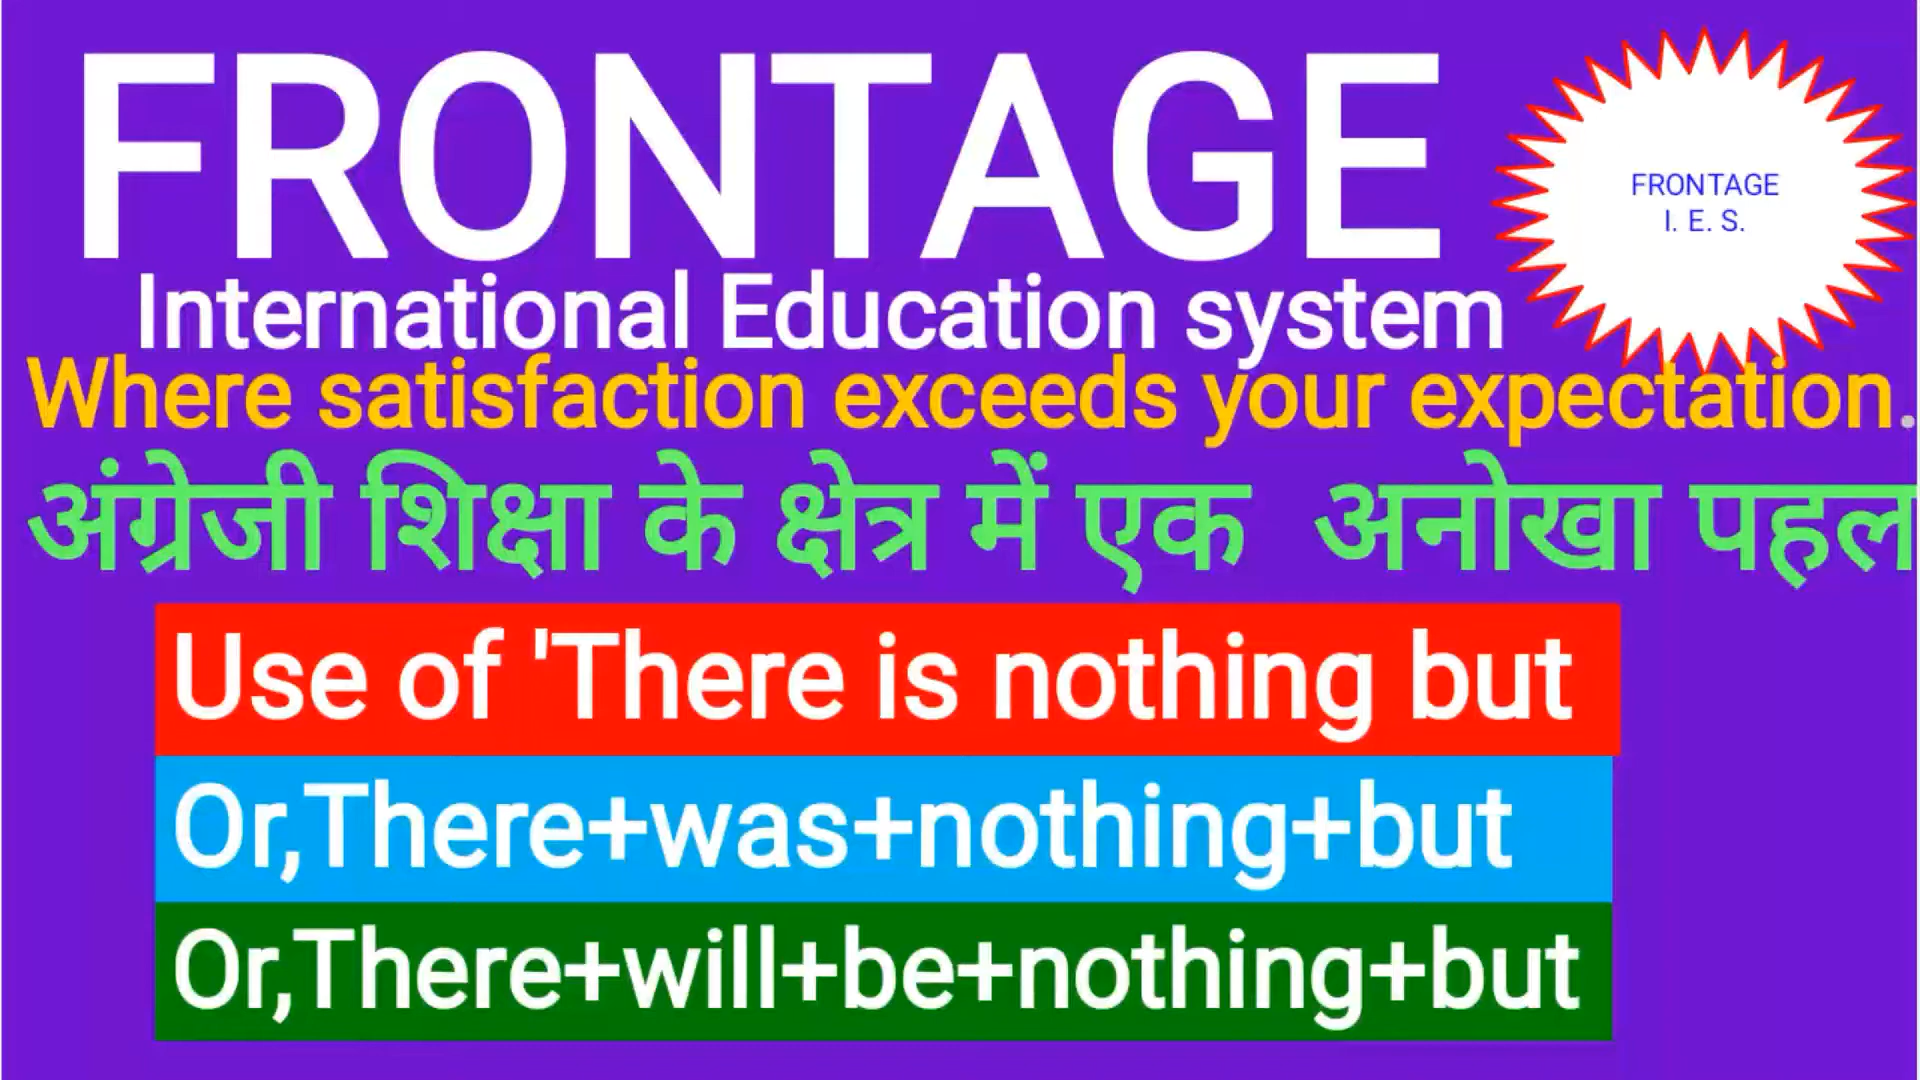 FRONTAGE
FRONTAGE
I. E. S.
International Education system
Where satisfaction exceeds your expectation.
अंग्रेजी शिक्षा के क्षेत्र में एक अनोखा पहल
Use of 'There is nothing but
Or,There+was+nothing+but
Or,There+will+be+nothing+but